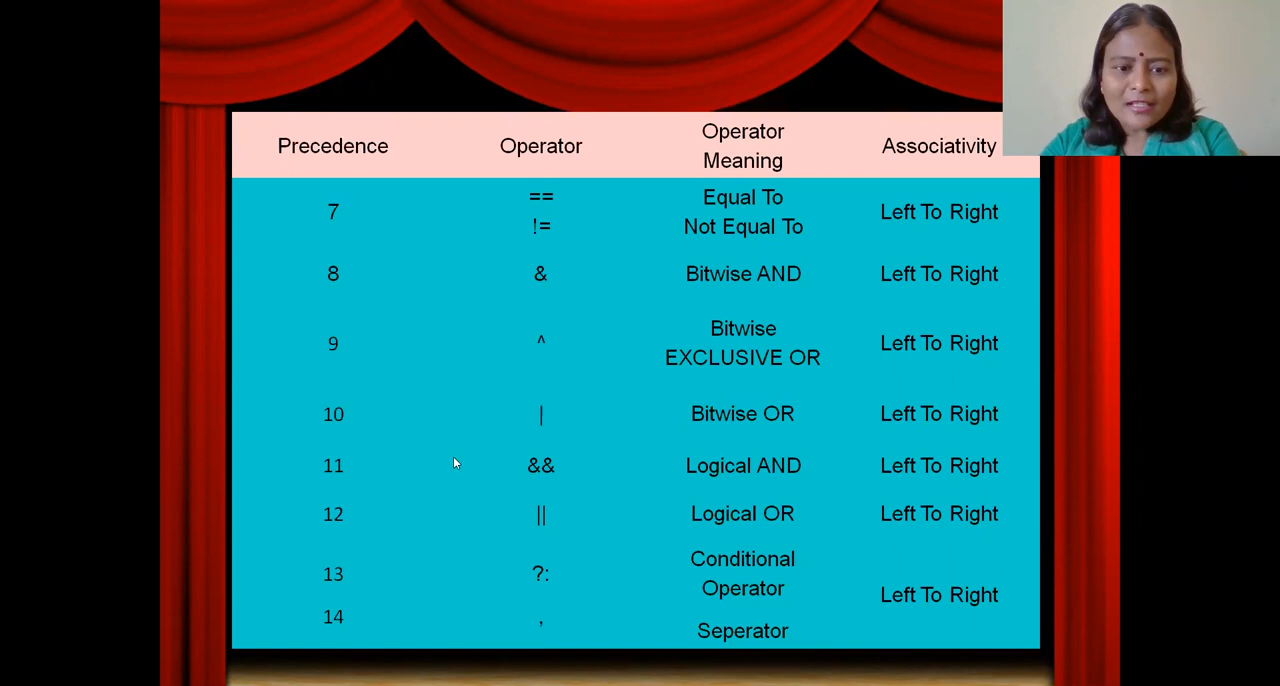 Precedence Operator Operator Meaning Associativity
7 == != Equal To Not Equal To Left To Right
8 & Bitwise AND Left To Right
9 ^ Bitwise EXCLUSIVE OR Left To Right
10 | Bitwise OR Left To Right
11 && Logical AND Left To Right
12 || Logical OR Left To Right
13 ?: Conditional Operator Left To Right
14 , Seperator